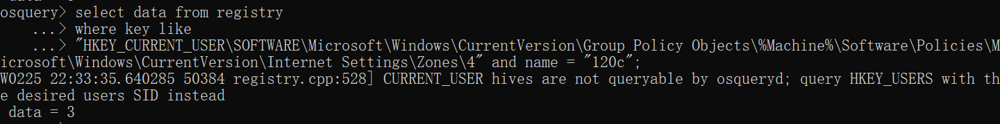 osquery> select data from registry
    ...> where key like
    ...> "HKEY_CURRENT_USER\SOFTWARE\Microsoft\Windows\CurrentVersion\Group Policy Objects\%Machine%\Software\Policies\M
icrosoft\Windows\CurrentVersion\Internet Settings\Zones\4" and name = "120c";
W0225 22:33:35.640285 50384 registry.cpp:528] CURRENT_USER hives are not queryable by osqueryd; query HKEY_USERS with th
e desired users SID instead
 data = 3